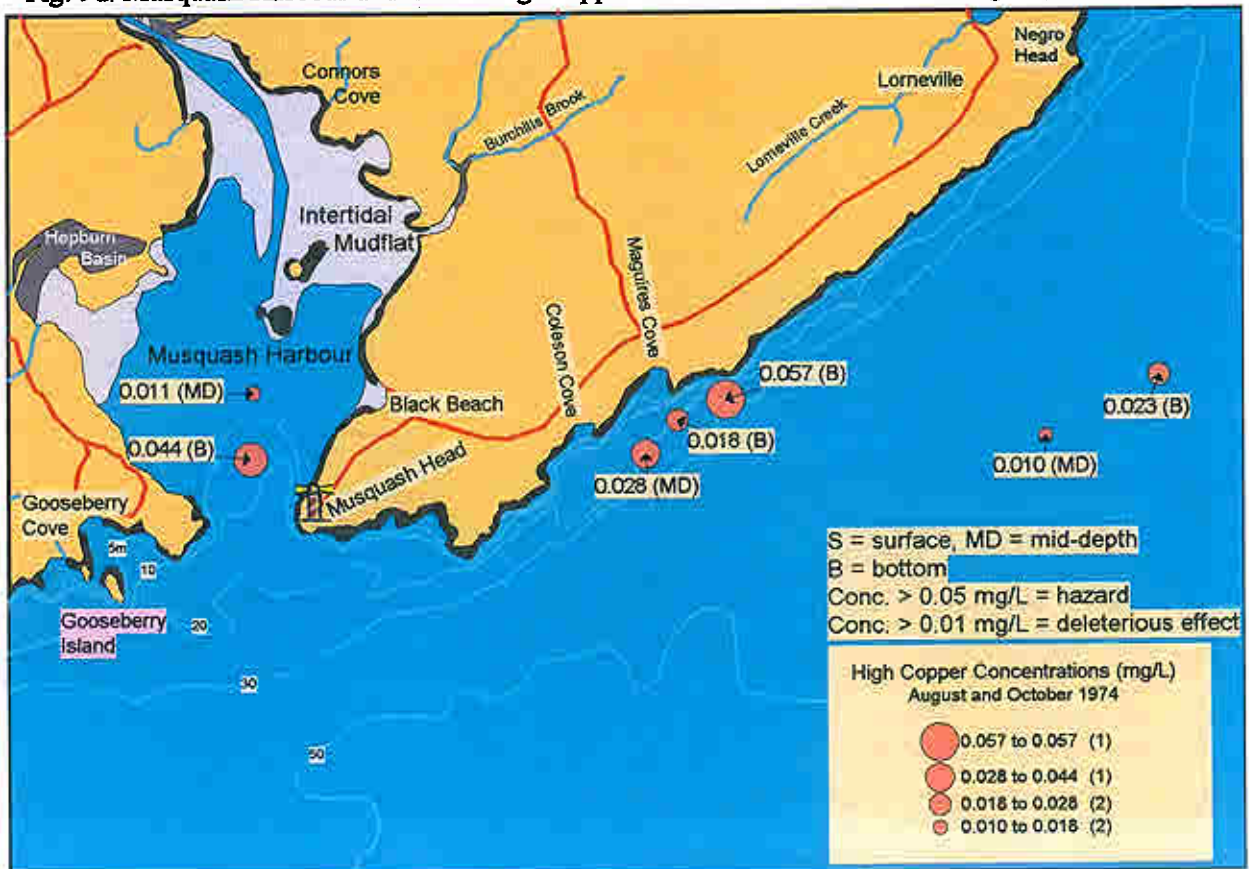 Negro
Head
Connors
Cove
Lorneville
Burchills Brook
Lorneville Creek
Intertidal
Mudflat
Hepburn
Basin
Maguires Cove
Coleson Cove
Musquash Harbour
0.011 (MD)
Black Beach
0.057 (B)
0.023 (B)
0.018 (B)
0.044 (B)
0.010 (MD)
0.028 (MD)
Musquash Head
Gooseberry
Cove
5m
10
Gooseberry
Island
20
30
50
S = surface, MD = mid-depth
B = bottom
Conc. > 0.05 mg/L = hazard
Conc. > 0.01 mg/L = deleterious effect
High Copper Concentrations (mg/L)
August and October 1974
0.057 to 0.057 (1)
0.028 to 0.044 (1)
0.018 to 0.028 (2)
0.010 to 0.018 (2)